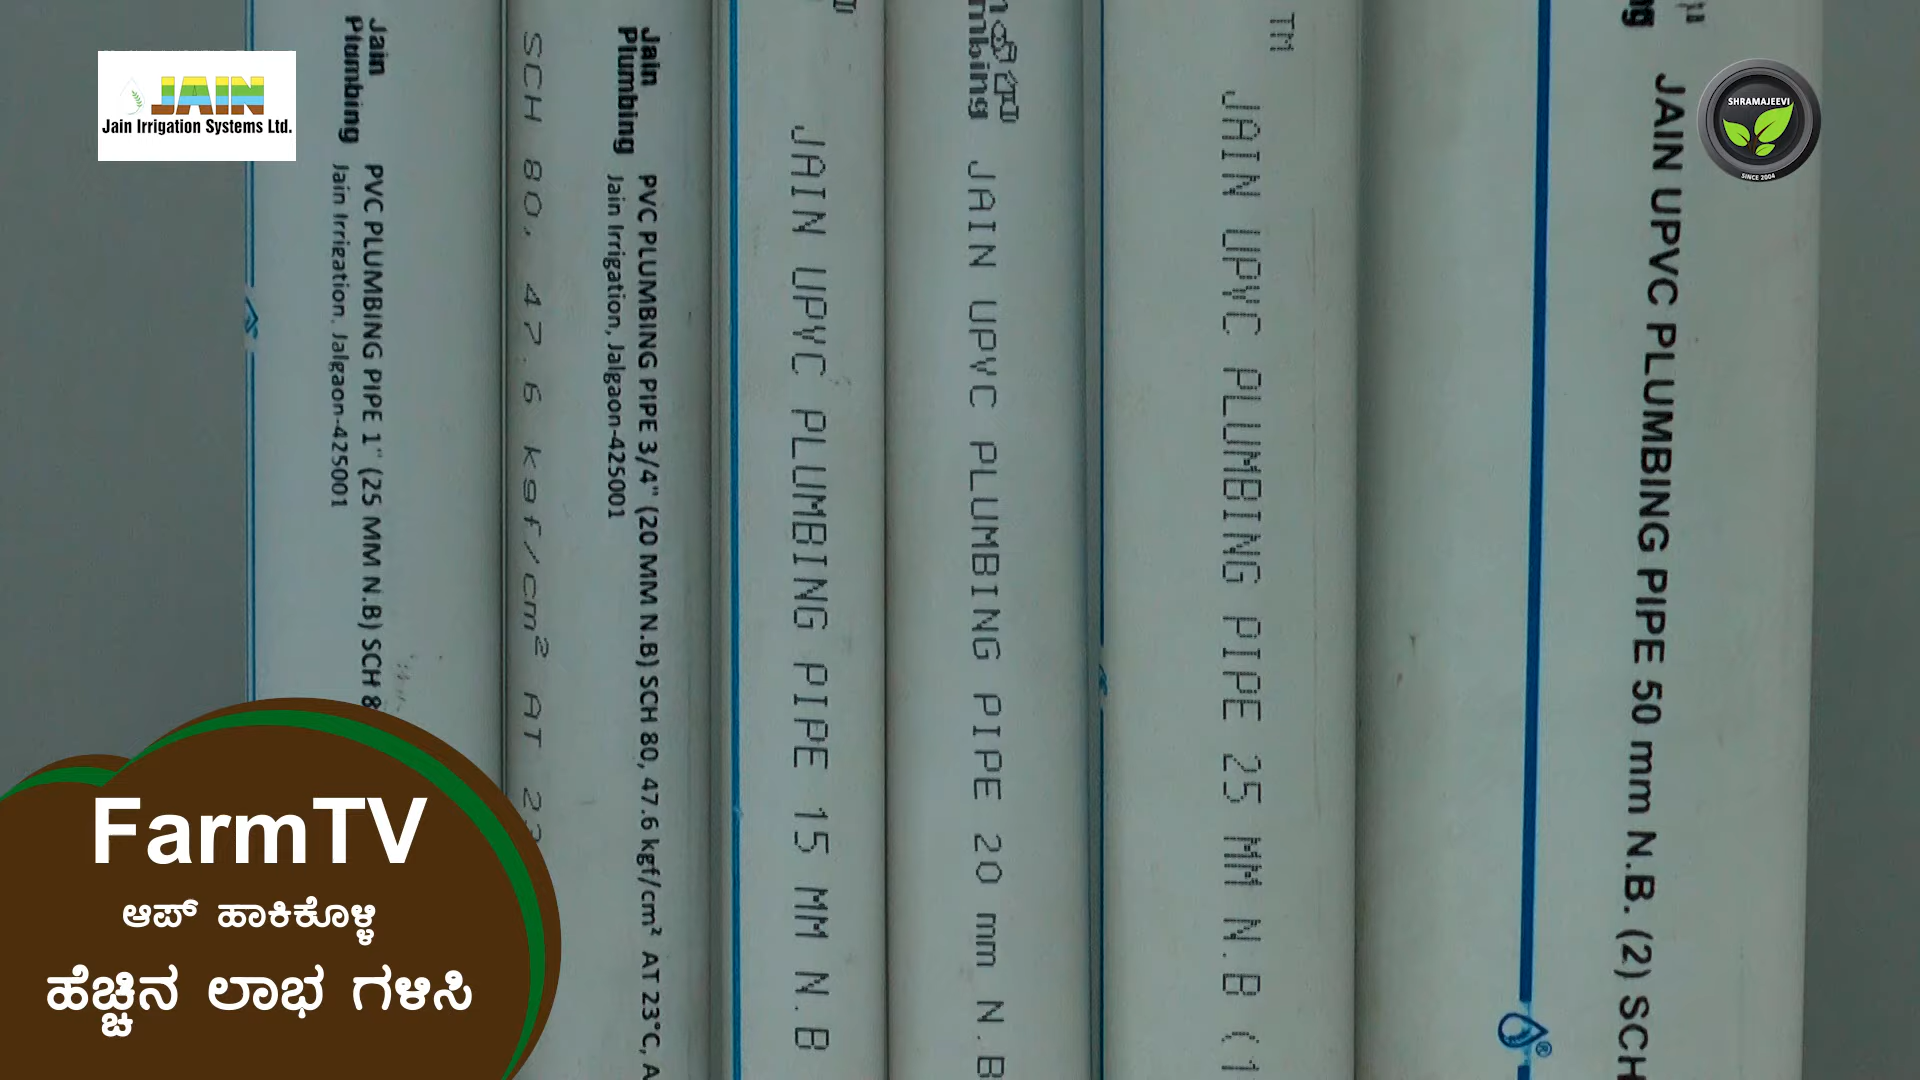 JAIN
Jain Irrigation Systems Ltd.
Jain
Plumbing
PVC PLUMBING PIPE 1" (25 MM N.B) SCH 8
Jain Irrigation, Jalgaon-425001
SCH 80, 47.6 kgf/cm² AT 23
Jain
Plumbing
PVC PLUMBING PIPE 3/4" (20 MM N.B) SCH 80, 47.6 kgf/cm² AT 23°C, A
Jain Irrigation, Jalgaon-425001
JAIN UPVC PLUMBING PIPE 15 MM N.B
mbing
JAIN UPVC PLUMBING PIPE 20 mm N.B
TM
JAIN UPVC PLUMBING PIPE 25 MM N.B (1
JAIN UPVC PLUMBING PIPE 50 mm N.B. (2) SCH
®
SHRAMAJEEVI
SINCE 2004
FarmTV
ಆಪ್ ಹಾಕಿಕೊಳ್ಳಿ
ಹೆಚ್ಚಿನ ಲಾಭ ಗಳಿಸಿ